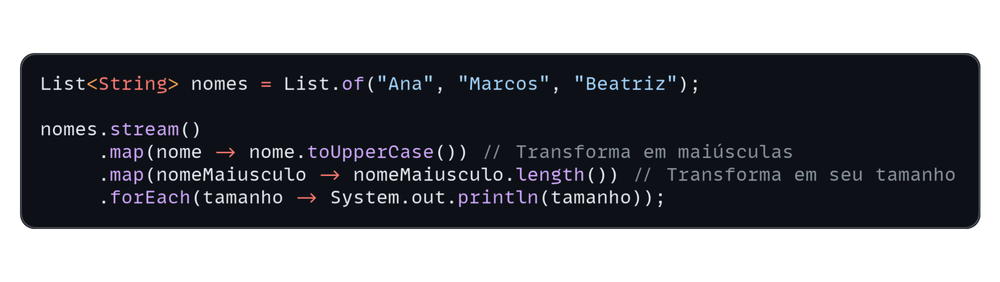 List<String> nomes = List.of("Ana", "Marcos", "Beatriz");

nomes.stream()
     .map(nome -> nome.toUpperCase()) // Transforma em maiúsculas
     .map(nomeMaiusculo -> nomeMaiusculo.length()) // Transforma em seu tamanho
     .forEach(tamanho -> System.out.println(tamanho));